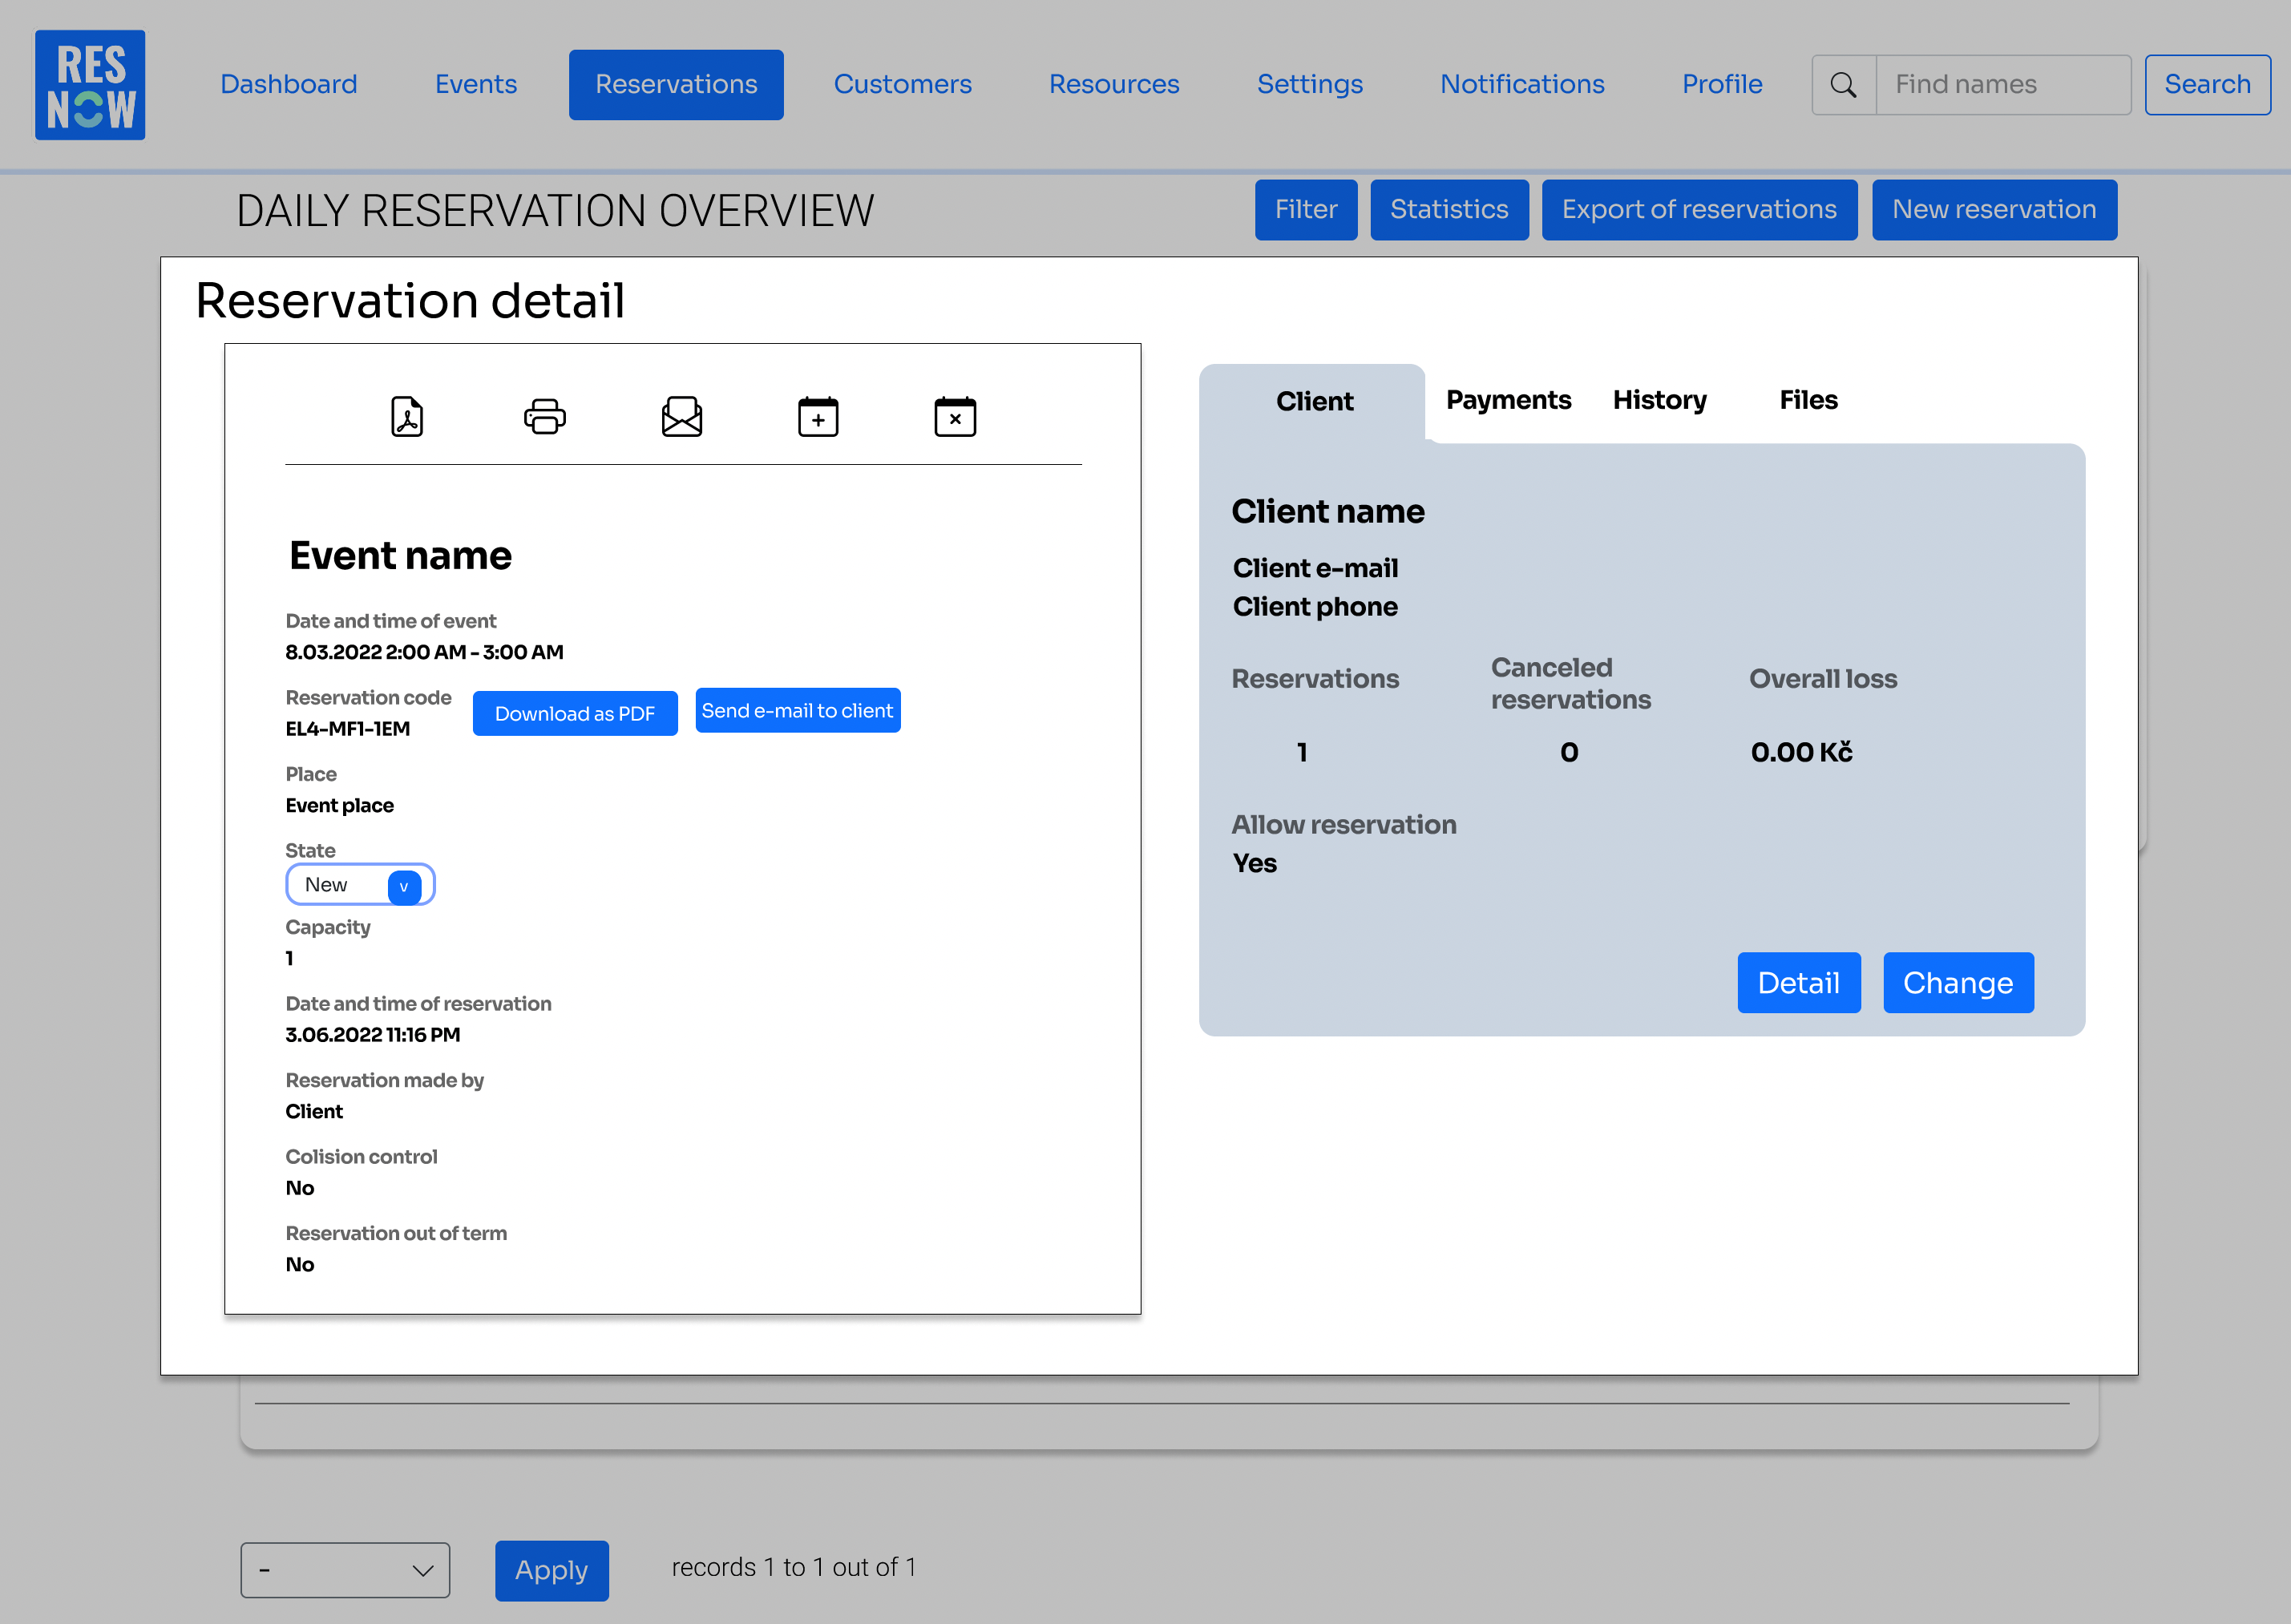 RES
NOW
Dashboard Events Reservations Customers Resources Settings Notifications Profile Find names Search
DAILY RESERVATION OVERVIEW
Filter Statistics Export of reservations New reservation
Reservation detail
Event name
Date and time of event
8.03.2022 2:00 AM - 3:00 AM
Reservation code
EL4-MF1-1EM
Download as PDF Send e-mail to client
Place
Event place
State
New v
Capacity
1
Date and time of reservation
3.06.2022 11:16 PM
Reservation made by
Client
Colision control
No
Reservation out of term
No
Client Payments History Files
Client name
Client e-mail
Client phone
Reservations
1
Canceled
reservations
0
Overall loss
0.00 Kč
Allow reservation
Yes
Detail Change
- Apply records 1 to 1 out of 1